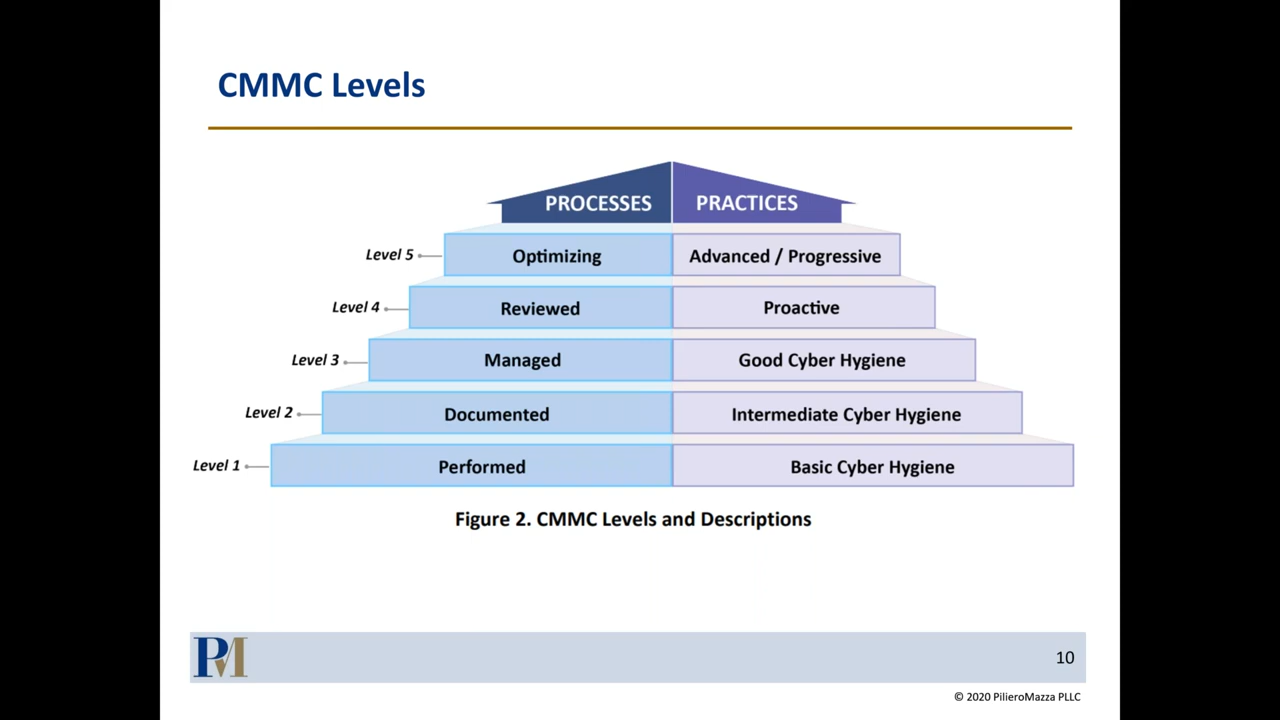 CMMC Levels
PROCESSES PRACTICES
Level 5 Optimizing Advanced / Progressive
Level 4 Reviewed Proactive
Level 3 Managed Good Cyber Hygiene
Level 2 Documented Intermediate Cyber Hygiene
Level 1 Performed Basic Cyber Hygiene
Figure 2. CMMC Levels and Descriptions
PM 10
© 2020 PilieroMazza PLLC